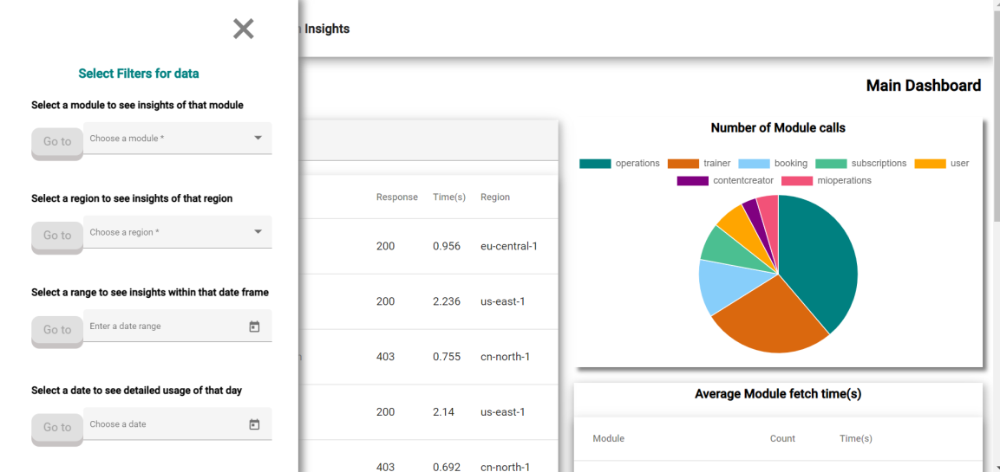 Insights
Select Filters for data
Select a module to see insights of that module
Go to
Choose a module *
Select a region to see insights of that region
Go to
Choose a region *
Select a range to see insights within that date frame
Go to
Enter a date range
Select a date to see detailed usage of that day
Go to
Choose a date
Main Dashboard
Response Time(s) Region
200 0.956 eu-central-1
200 2.236 us-east-1
403 0.755 cn-north-1
200 2.14 us-east-1
403 0.692 cn-north-1
Number of Module calls
operations trainer booking subscriptions user
contentcreator mioperations
Average Module fetch time(s)
Module Count Time(s)